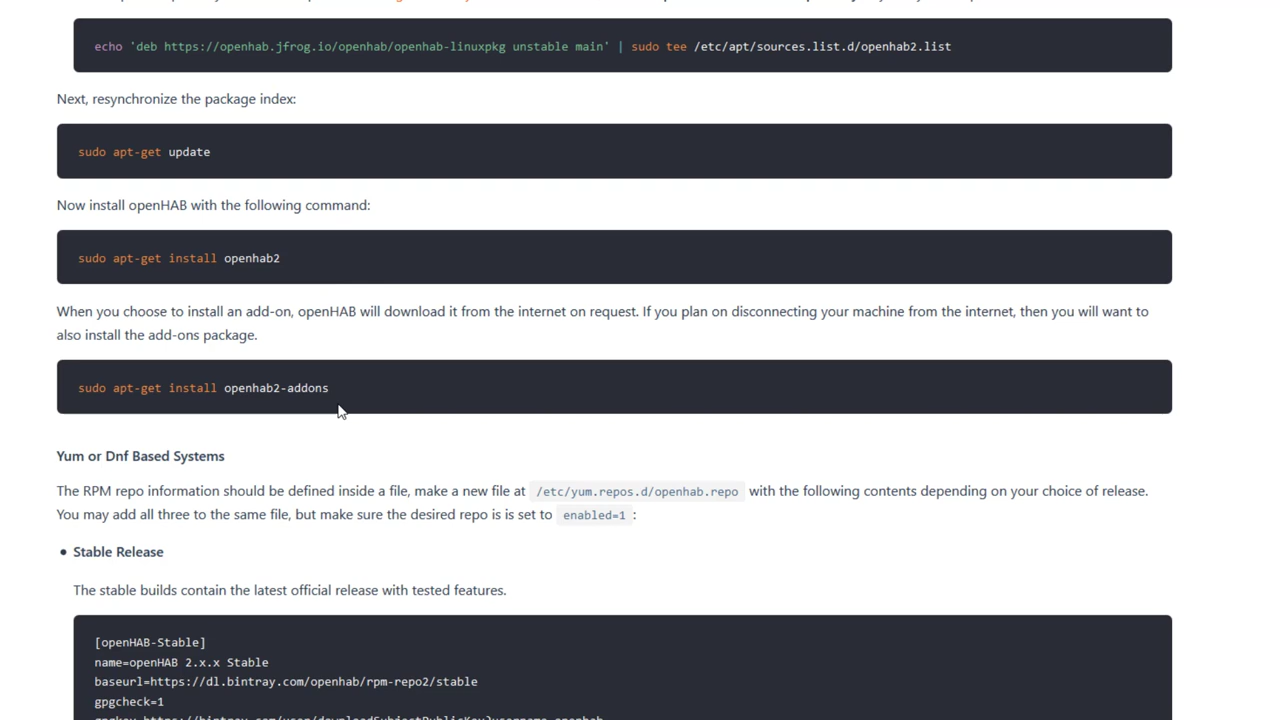 echo 'deb https://openhab.jfrog.io/openhab/openhab-linuxpkg unstable main' | sudo tee /etc/apt/sources.list.d/openhab2.list
Next, resynchronize the package index:
sudo apt-get update
Now install openHAB with the following command:
sudo apt-get install openhab2
When you choose to install an add-on, openHAB will download it from the internet on request. If you plan on disconnecting your machine from the internet, then you will want to
also install the add-ons package.
sudo apt-get install openhab2-addons
Yum or Dnf Based Systems
The RPM repo information should be defined inside a file, make a new file at /etc/yum.repos.d/openhab.repo with the following contents depending on your choice of release.
You may add all three to the same file, but make sure the desired repo is is set to enabled=1 :
• Stable Release
The stable builds contain the latest official release with tested features.
[openHAB-Stable]
name=openHAB 2.x.x Stable
baseurl=https://dl.bintray.com/openhab/rpm-repo2/stable
gpgcheck=1